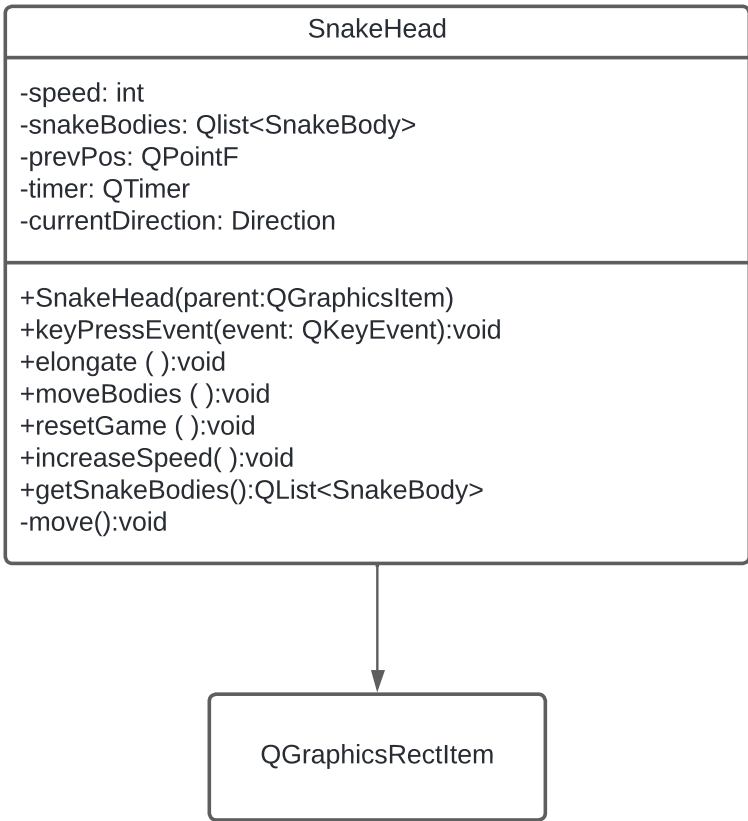 SnakeHead
-speed: int
-snakeBodies: Qlist<SnakeBody>
-prevPos: QPointF
-timer: QTimer
-currentDirection: Direction
+SnakeHead(parent:QGraphicsItem)
+keyPressEvent(event: QKeyEvent):void
+elongate ( ):void
+moveBodies ( ):void
+resetGame ( ):void
+increaseSpeed( ):void
+getSnakeBodies():QList<SnakeBody>
-move():void
QGraphicsRectItem